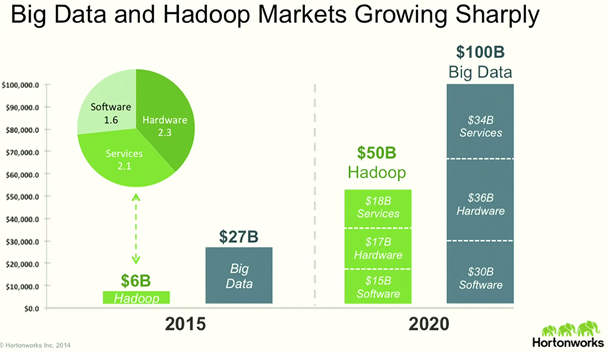 Big Data and Hadoop Markets Growing Sharply
$100,000.0
$90,000.0
$80,000.0
$70,000.0
$60,000.0
$50,000.0
$40,000.0
$30,000.0
$20,000.0
$10,000.0
$0.0
Software
1.6
Hardware
2.3
Services
2.1
$6B
Hadoop
$27B
Big
Data
2015
$50B
Hadoop
$18B
Services
$17B
Hardware
$15B
Software
$100B
Big Data
$34B
Services
$36B
Hardware
$30B
Software
2020
© Hortonworks Inc. 2014
Hortonworks